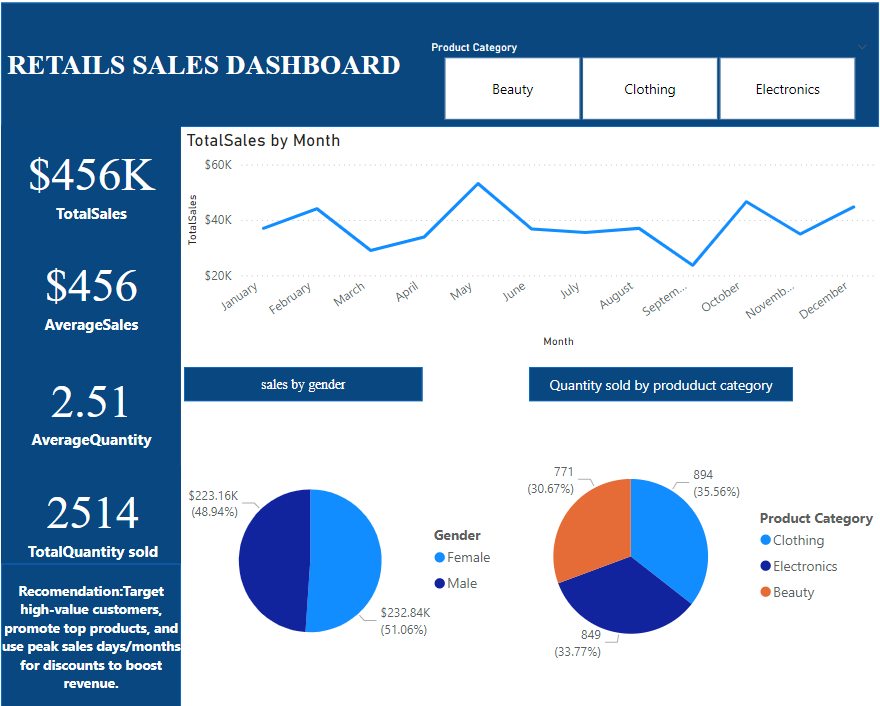 RETAILS SALES DASHBOARD
Product Category
Beauty
Clothing
Electronics
$456K
TotalSales
$456
AverageSales
2.51
AverageQuantity
2514
TotalQuantity sold
Recomendation:Target
high-value customers,
promote top products, and
use peak sales days/months
for discounts to boost
revenue.
TotalSales by Month
TotalSales
$60K
$40K
$20K
January
February
March
April
May
June
July
August
Septem...
October
Novemb...
December
Month
sales by gender
$223.16K
(48.94%)
$232.84K
(51.06%)
Gender
Female
Male
Quantity sold by produduct category
771
(30.67%)
894
(35.56%)
849
(33.77%)
Product Category
Clothing
Electronics
Beauty